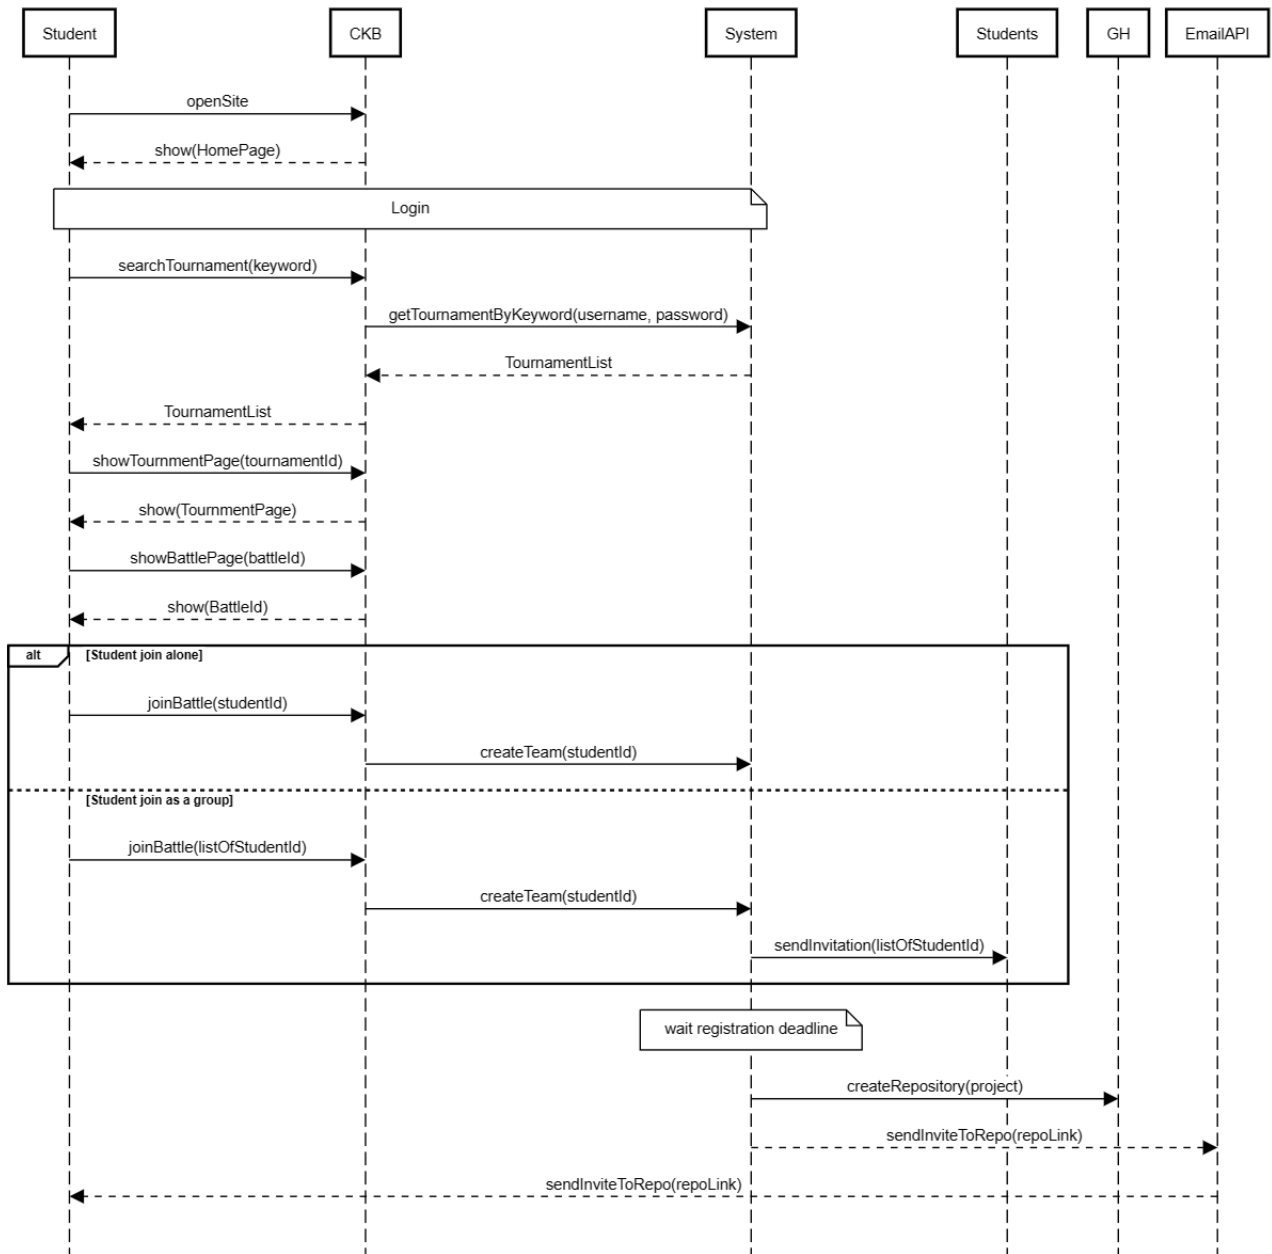 Student
CKB
System
Students
GH
EmailAPI
openSite
show(HomePage)
Login
searchTournament(keyword)
getTournamentByKeyword(username, password)
TournamentList
TournamentList
showTournmentPage(tournamentId)
show(TournmentPage)
showBattlePage(battleId)
show(BattleId)
alt
[Student join alone]
joinBattle(studentId)
createTeam(studentId)
[Student join as a group]
joinBattle(listOfStudentId)
createTeam(studentId)
sendInvitation(listOfStudentId)
wait registration deadline
createRepository(project)
sendInviteToRepo(repoLink)
sendInviteToRepo(repoLink)